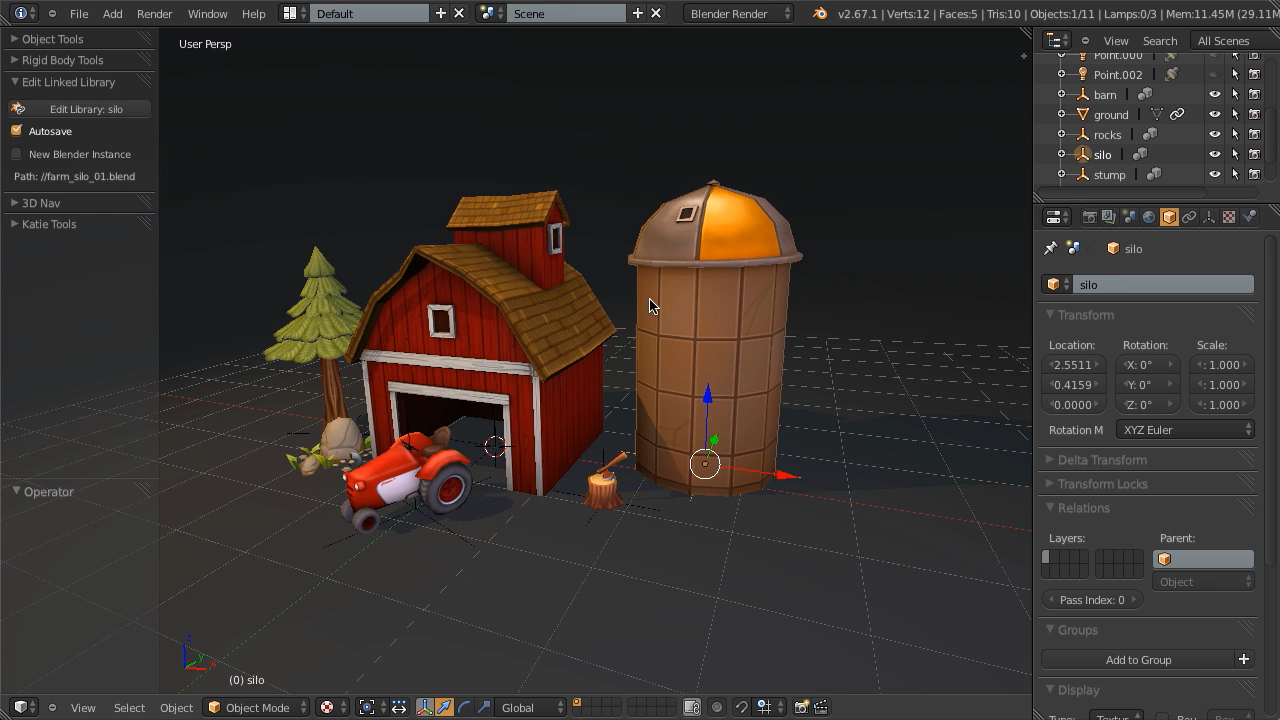 File Add Render Window Help Default Scene Blender Render v2.67.1 | Verts:12 | Faces:5 | Tris:10 | Objects:1/11 | Lamps:0/3 | Mem:11.45M (29.11M
Object Tools
Rigid Body Tools
Edit Linked Library
Edit Library: silo
Autosave
New Blender Instance
Path: //farm_silo_01.blend
3D Nav
Katie Tools
Operator
User Persp
(0) silo
View Select Object Object Mode Global
View Search All Scenes
Point.000
Point.002
barn
ground
rocks
silo
stump
silo
silo
Transform
Location: Rotation: Scale:
2.5511 X: 0° : 1.000
0.4159 Y: 0° : 1.000
0.0000 Z: 0° : 1.000
Rotation M XYZ Euler
Delta Transform
Transform Locks
Relations
Layers: Parent:
Object
Pass Index: 0
Groups
Add to Group
Display